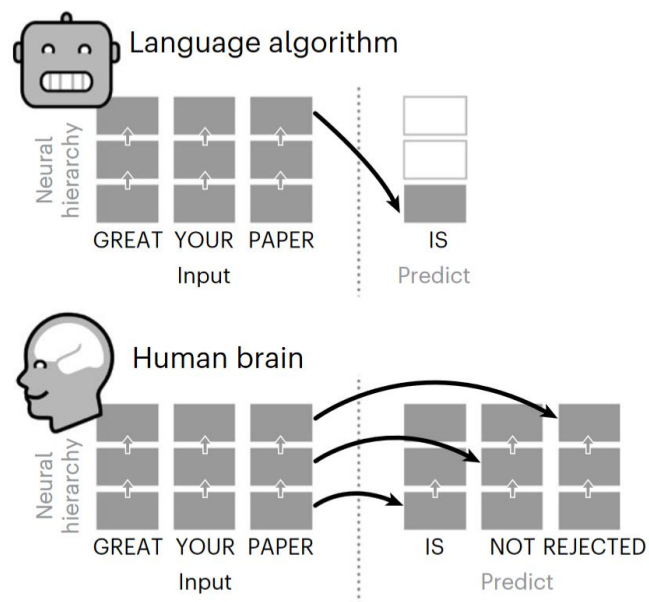 Language algorithm
Neural
hierarchy
GREAT YOUR PAPER
IS
Input
Predict
Human brain
Neural
hierarchy
GREAT YOUR PAPER
IS NOT REJECTED
Input
Predict